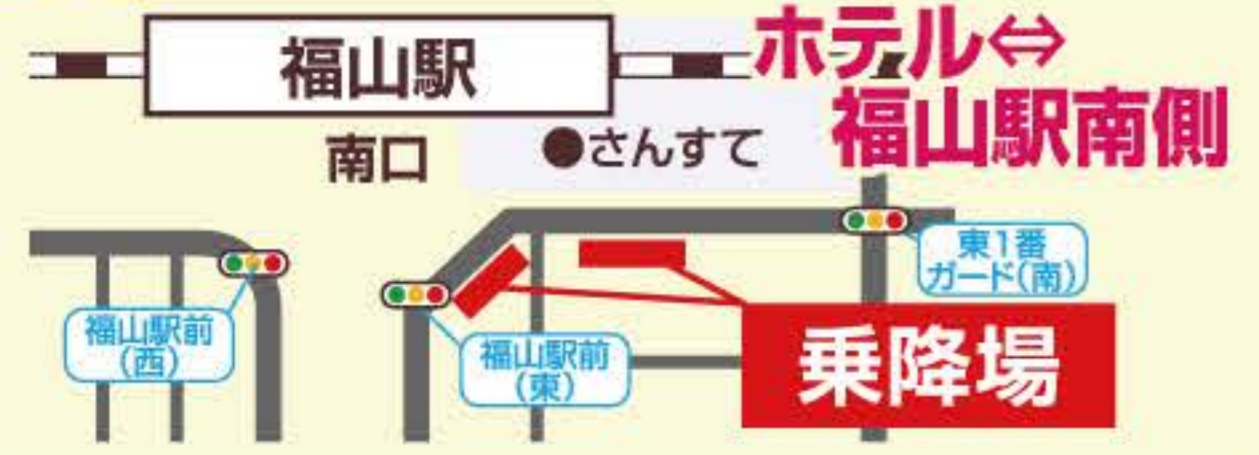 福山駅
ホテル⇔
福山駅南側
南口
●さんすて
東1番
ガード(南)
福山駅前
(西)
福山駅前
(東)
乗降場